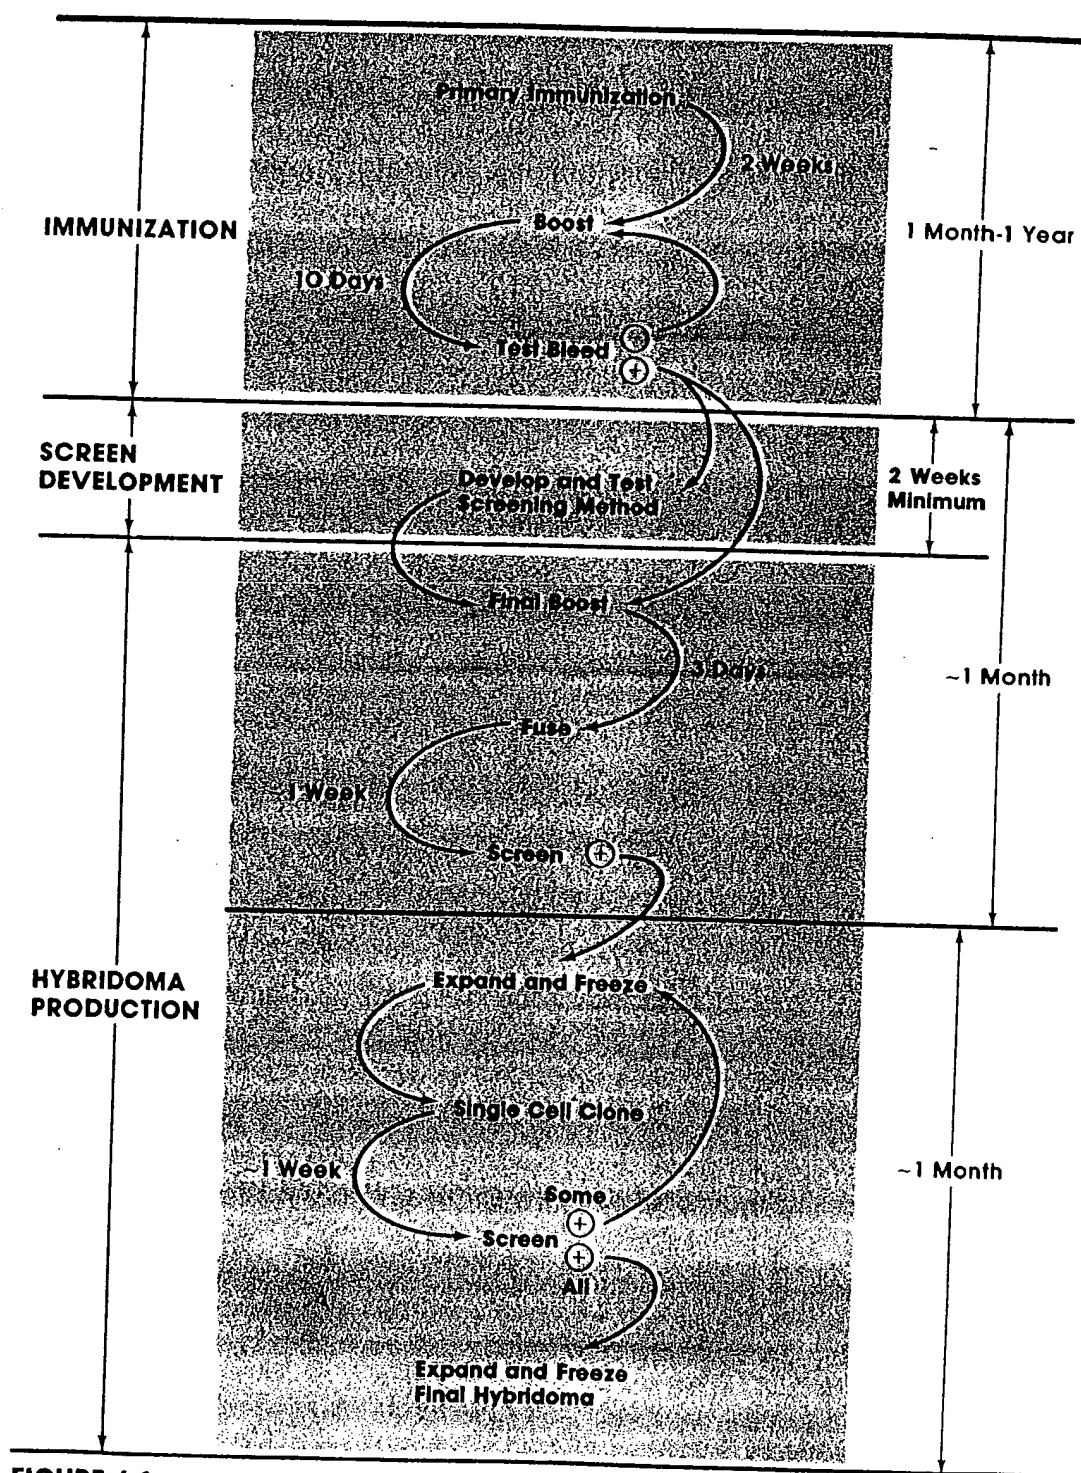 Primary Immunization
2 Weeks
IMMUNIZATION
Boost
1 Month-1 Year
10 Days
Test Bleed
+
SCREEN
DEVELOPMENT
Develop and Test
Screening Method
2 Weeks
Minimum
Final Boost
3 Days
~1 Month
Fuse
~1 Week
Screen +
HYBRIDOMA
PRODUCTION
Expand and Freeze
Single Cell Clone
~1 Week
~1 Month
Some
+
Screen
+
All
Expand and Freeze
Final Hybridoma